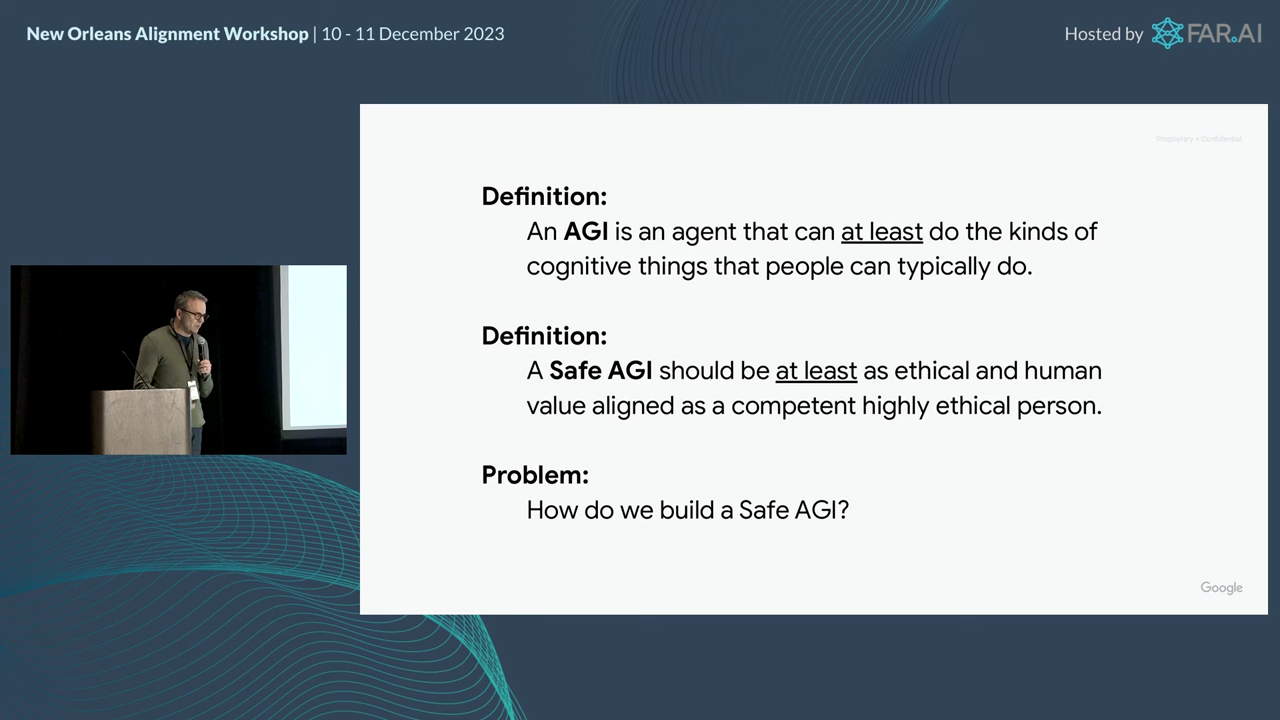 New Orleans Alignment Workshop | 10 - 11 December 2023
Hosted by FAR.AI
Proprietary + Confidential
Definition:
An AGI is an agent that can at least do the kinds of
cognitive things that people can typically do.
Definition:
A Safe AGI should be at least as ethical and human
value aligned as a competent highly ethical person.
Problem:
How do we build a Safe AGI?
Google